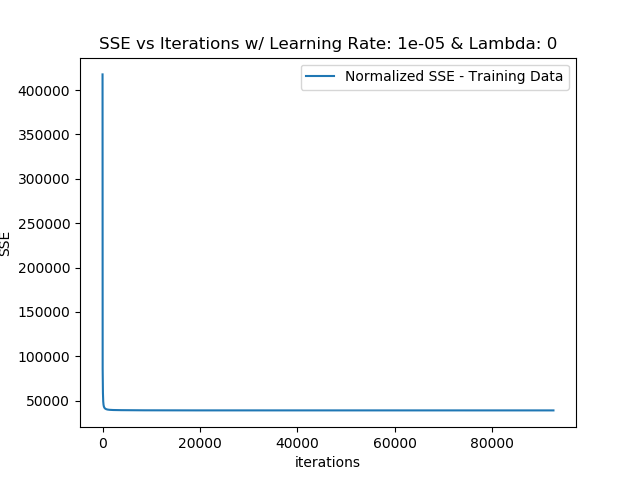 SSE vs Iterations w/ Learning Rate: 1e-05 & Lambda: 0
Normalized SSE - Training Data
400000
350000
300000
250000
200000
150000
100000
50000
SSE
0 20000 40000 60000 80000
iterations